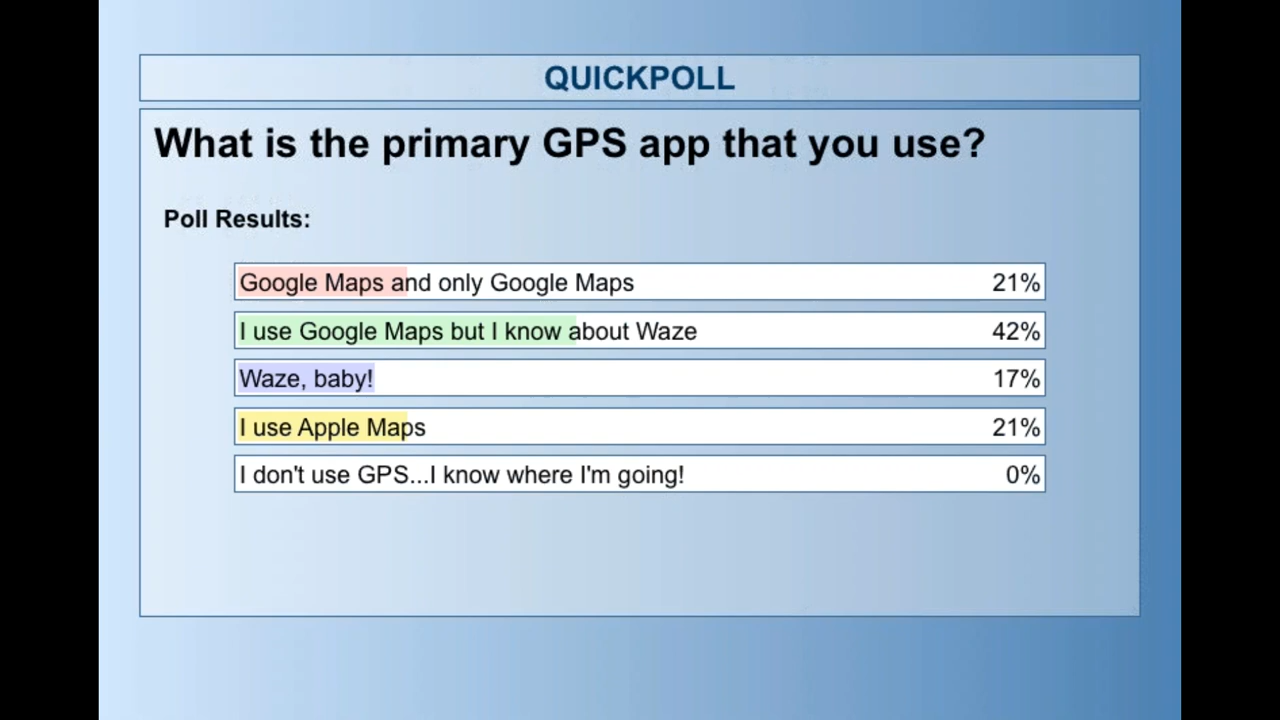 QUICKPOLL
What is the primary GPS app that you use?
Poll Results:
Google Maps and only Google Maps 21%
I use Google Maps but I know about Waze 42%
Waze, baby! 17%
I use Apple Maps 21%
I don't use GPS...I know where I'm going! 0%